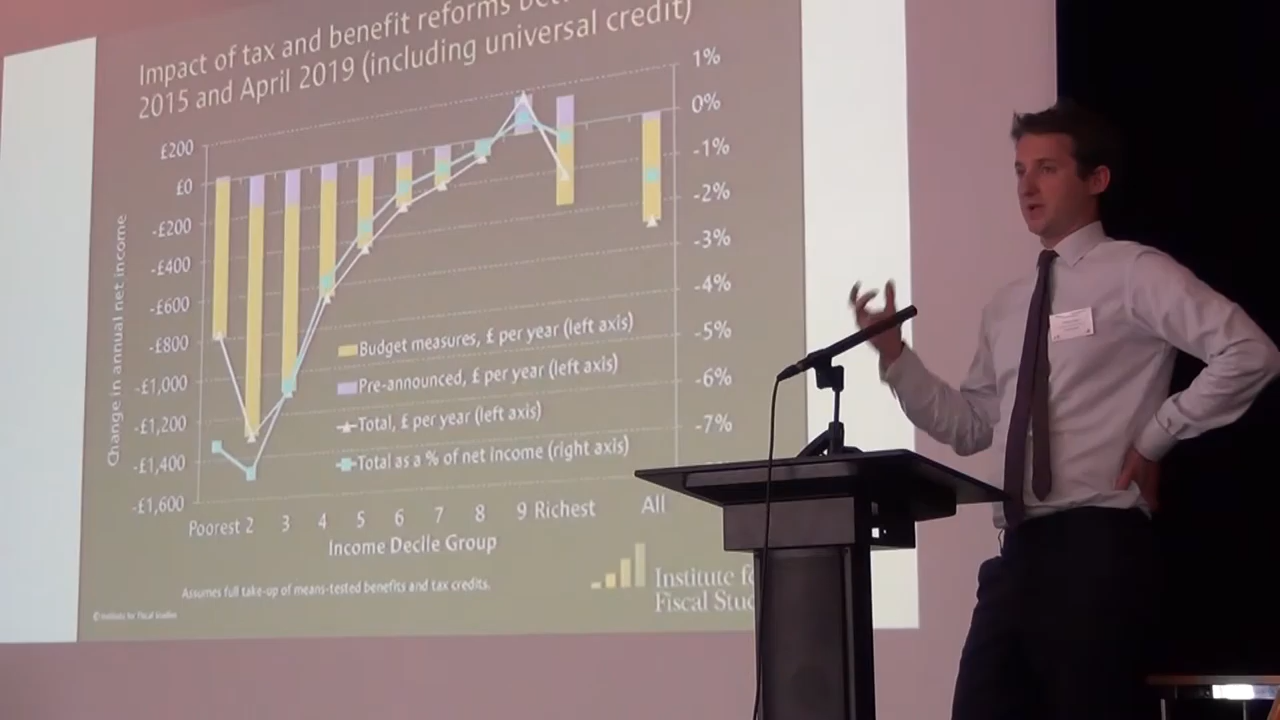 Impact of tax and benefit reforms
2015 and April 2019 (including universal credit)
1%
0%
-1%
-2%
-3%
-4%
-5%
-6%
-7%
£200
£0
-£200
-£400
-£600
-£800
-£1,000
-£1,200
-£1,400
-£1,600
Change in annual net income
Budget measures, £ per year (left axis)
Pre-announced, £ per year (left axis)
Total, £ per year (left axis)
Total as a % of net income (right axis)
Poorest 2 3 4 5 6 7 8 9 Richest All
Income Decile Group
Assumes full take-up of means-tested benefits and tax credits.
© Institute for Fiscal Studies
Institute
Fiscal